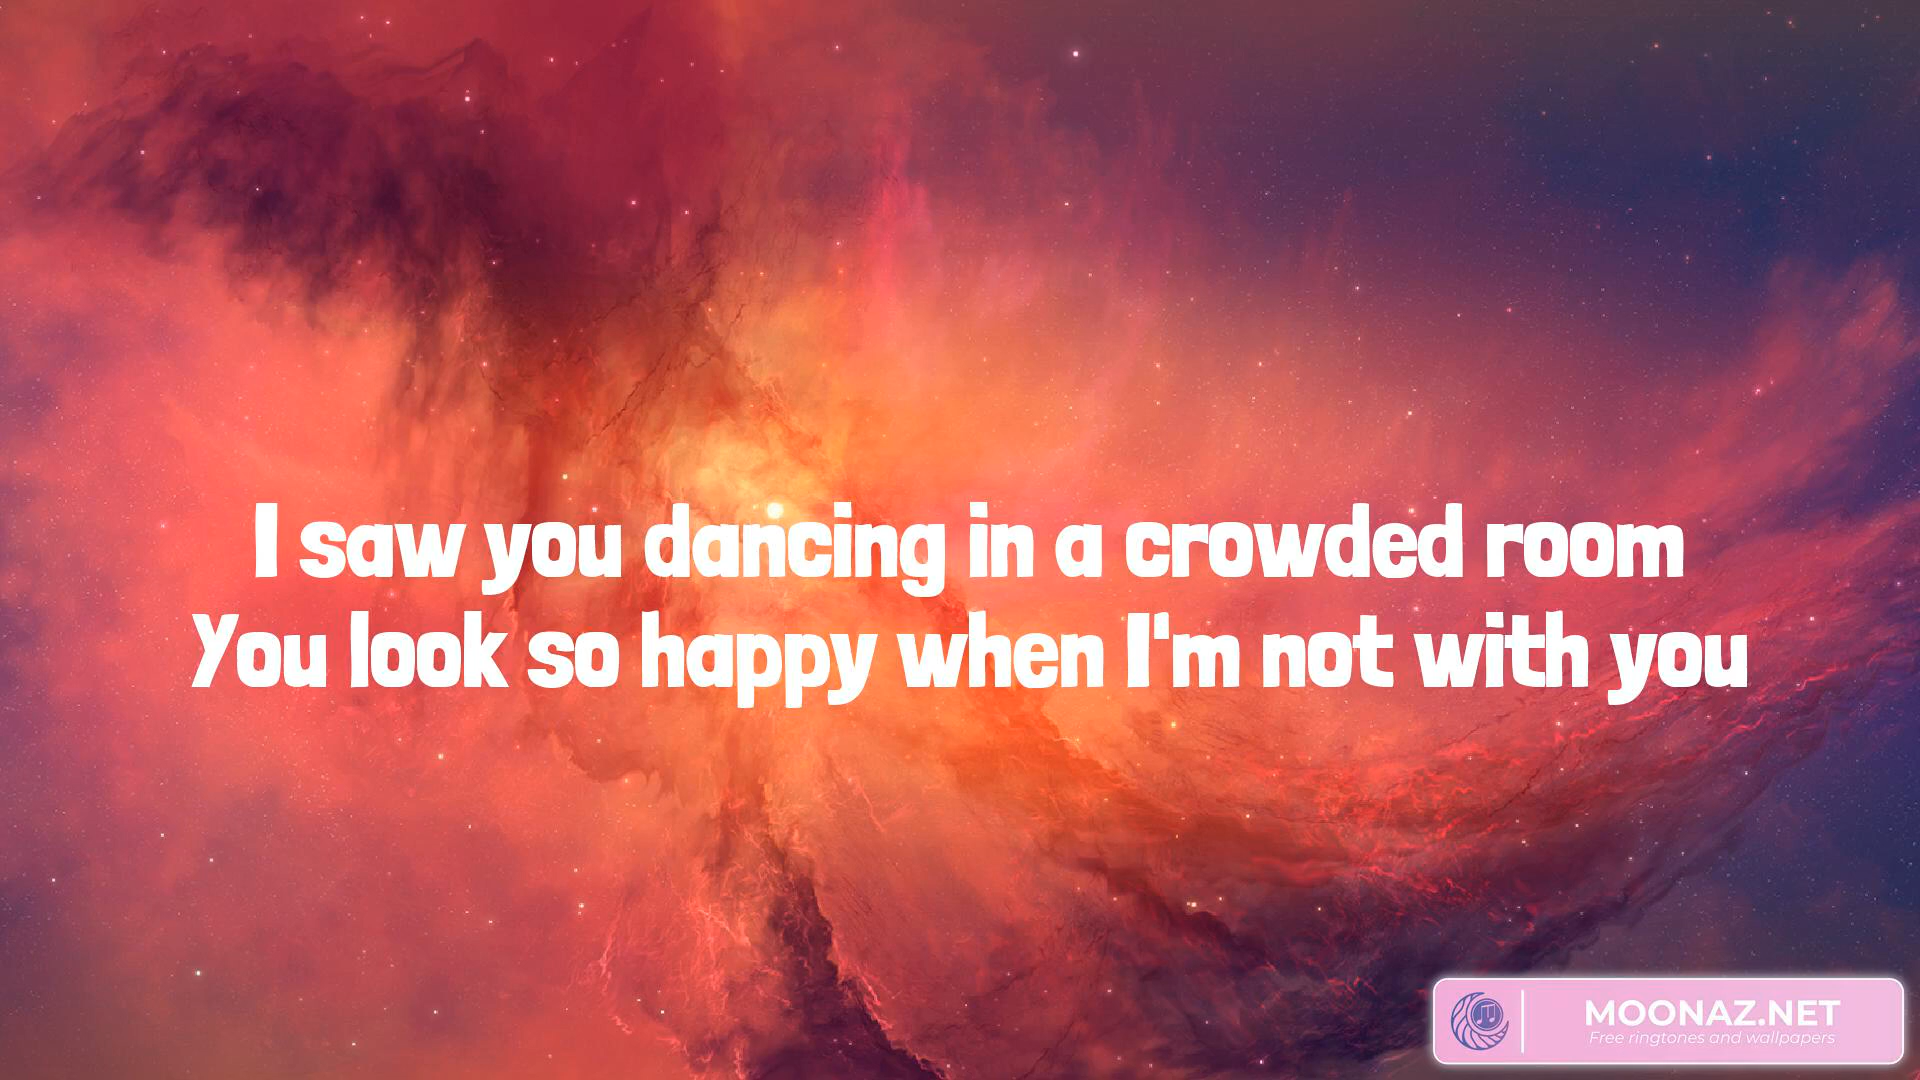 I saw you dancing in a crowded room
You look so happy when I'm not with you
MOONAZ.NET
Free ringtones and wallpapers